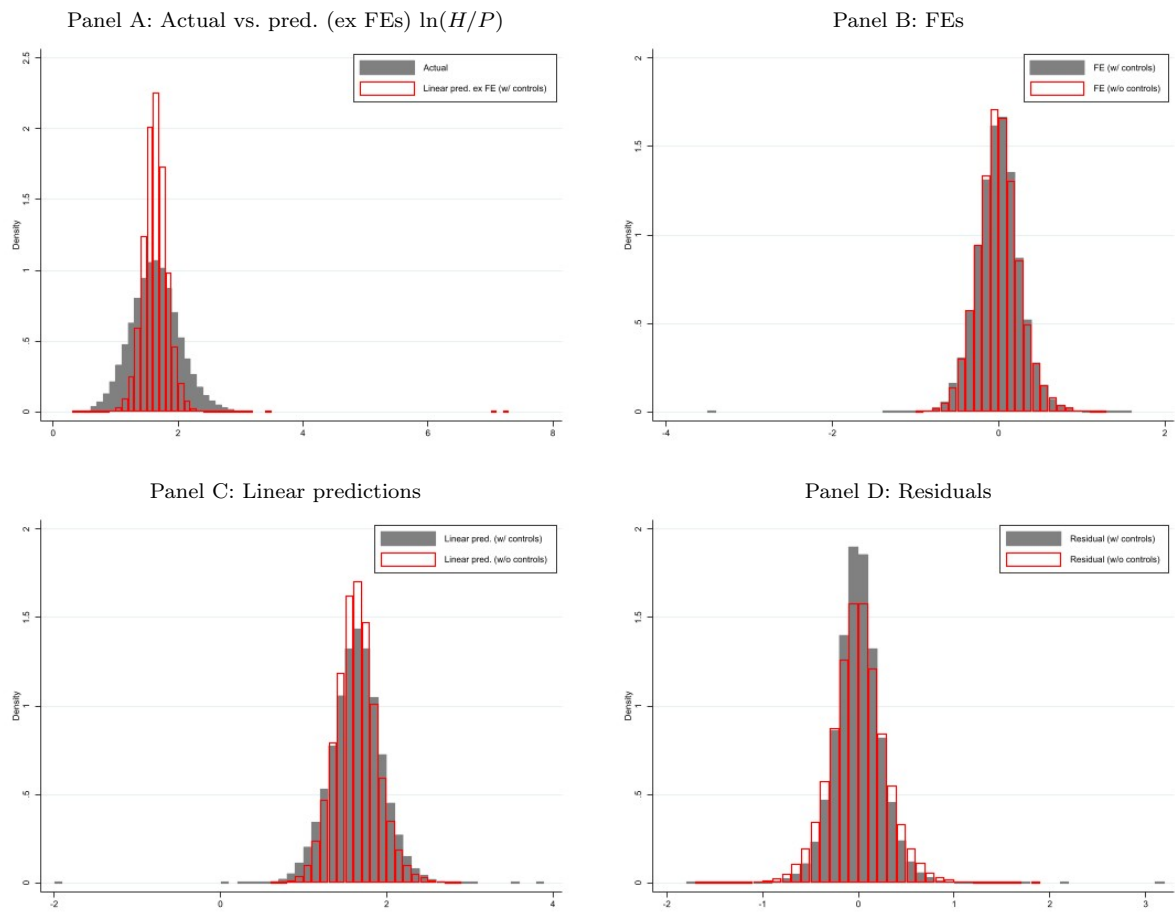 Panel A: Actual vs. pred. (ex FEs) ln(H/P)
2.5
2
1.5
1
.5
0
Density
0 2 4 6 8
Actual
Linear pred. ex FE (w/ controls)
Panel B: FEs
2
1.5
1
.5
0
Density
-4 -2 0 2
FE (w/ controls)
FE (w/o controls)
Panel C: Linear predictions
2
1.5
1
.5
0
Density
-2 0 2 4
Linear pred. (w/ controls)
Linear pred. (w/o controls)
Panel D: Residuals
2
1.5
1
.5
0
Density
-2 -1 0 1 2 3
Residual (w/ controls)
Residual (w/o controls)